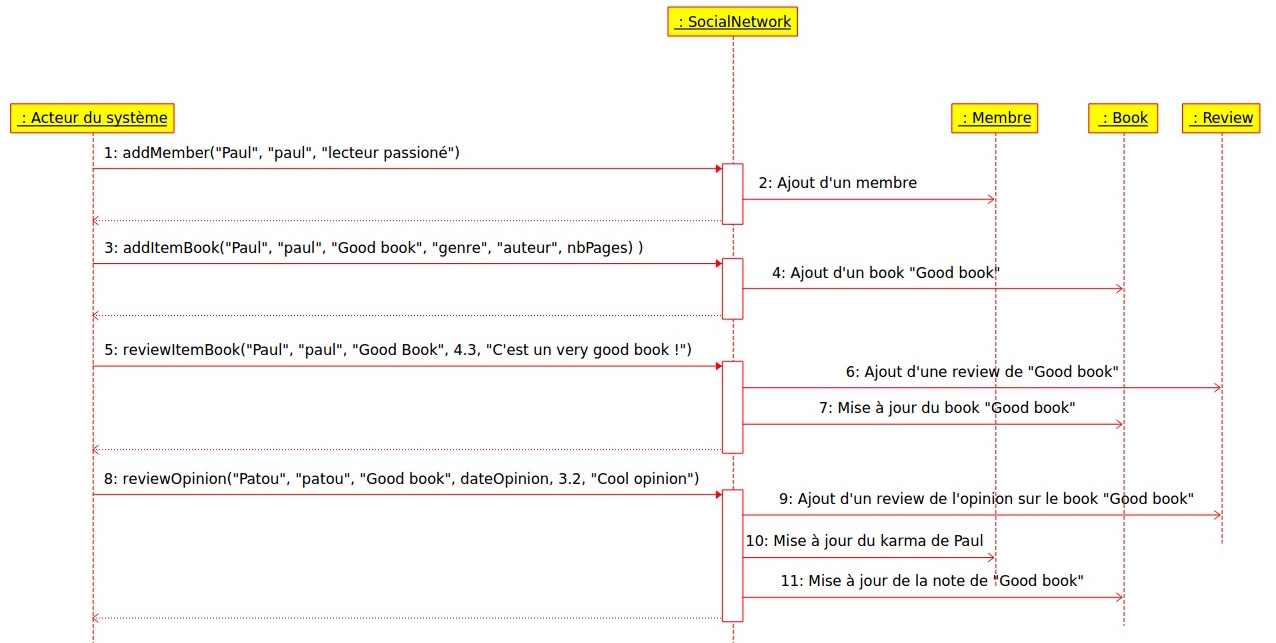 : SocialNetwork
: Acteur du système
: Membre
: Book
: Review
1: addMember("Paul", "paul", "lecteur passioné")
2: Ajout d'un membre
3: addItemBook("Paul", "paul", "Good book", "genre", "auteur", nbPages) )
4: Ajout d'un book "Good book"
5: reviewItemBook("Paul", "paul", "Good Book", 4.3, "C'est un very good book !")
6: Ajout d'une review de "Good book"
7: Mise à jour du book "Good book"
8: reviewOpinion("Patou", "patou", "Good book", dateOpinion, 3.2, "Cool opinion")
9: Ajout d'un review de l'opinion sur le book "Good book"
10: Mise à jour du karma de Paul
11: Mise à jour de la note de "Good book"